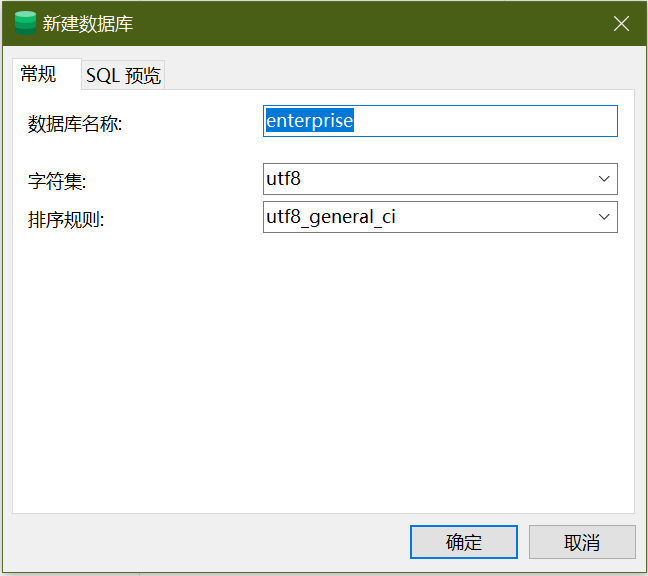 新建数据库
常规 SQL 预览
数据库名称: enterprise
字符集: utf8
排序规则: utf8_general_ci
确定 取消